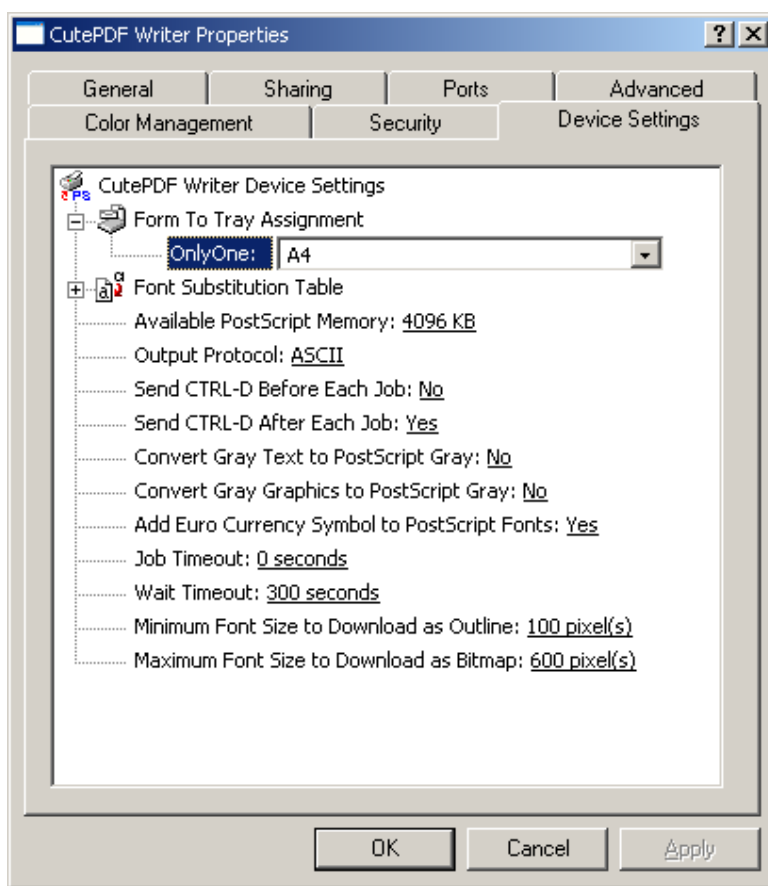 CutePDF Writer Properties
General Sharing Ports Advanced
Color Management Security Device Settings
CutePDF Writer Device Settings
Form To Tray Assignment
OnlyOne: A4
Font Substitution Table
Available PostScript Memory: 4096 KB
Output Protocol: ASCII
Send CTRL-D Before Each Job: No
Send CTRL-D After Each Job: Yes
Convert Gray Text to PostScript Gray: No
Convert Gray Graphics to PostScript Gray: No
Add Euro Currency Symbol to PostScript Fonts: Yes
Job Timeout: 0 seconds
Wait Timeout: 300 seconds
Minimum Font Size to Download as Outline: 100 pixel(s)
Maximum Font Size to Download as Bitmap: 600 pixel(s)
OK Cancel Apply